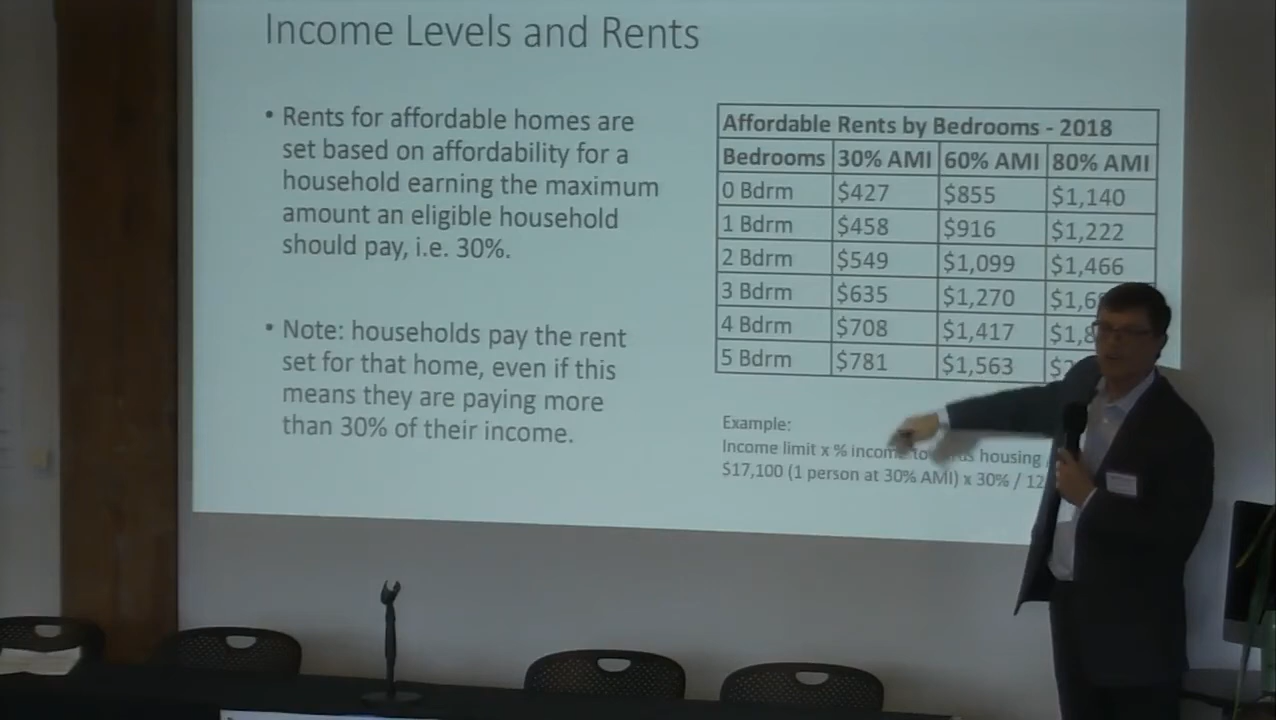 Income Levels and Rents
• Rents for affordable homes are
set based on affordability for a
household earning the maximum
amount an eligible household
should pay, i.e. 30%.
• Note: households pay the rent
set for that home, even if this
means they are paying more
than 30% of their income.
Affordable Rents by Bedrooms - 2018
Bedrooms 30% AMI 60% AMI 80% AMI
0 Bdrm $427 $855 $1,140
1 Bdrm $458 $916 $1,222
2 Bdrm $549 $1,099 $1,466
3 Bdrm $635 $1,270
4 Bdrm $708 $1,417
5 Bdrm $781 $1,563
Example:
Income limit x % income housing
$17,100 (1 person at 30% AMI) x 30% / 12